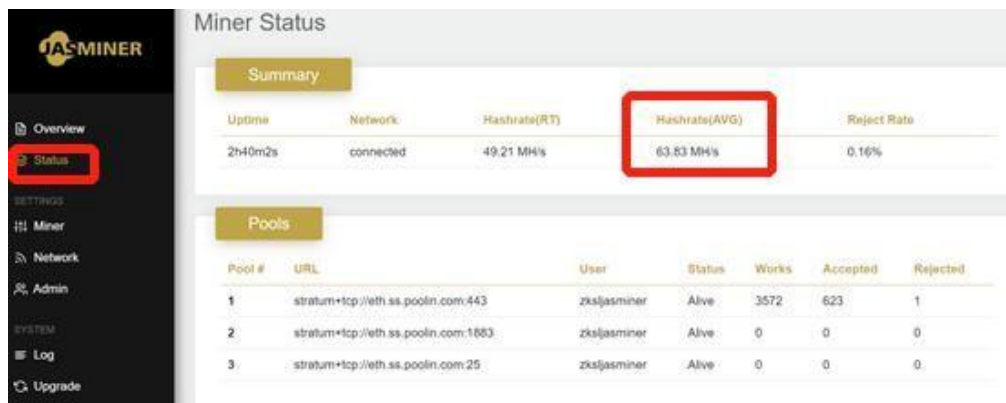 Miner Status
JASMINER
Summary
Uptime Network Hashrate(RT) Hashrate(AVG) Reject Rate
2h40m2s connected 49.21 MH/s 63.83 MH/s 0.16%
Overview
Status
SETTINGS
Miner
Network
Admin
SYSTEM
Log
Upgrade
Pools
Pool # URL User Status Works Accepted Rejected
1 stratum+tcp://eth.ss.poolin.com:443 zksljasminer Alive 3572 623 1
2 stratum+tcp://eth.ss.poolin.com:1883 zksljasminer Alive 0 0 0
3 stratum+tcp://eth.ss.poolin.com:25 zksljasminer Alive 0 0 0